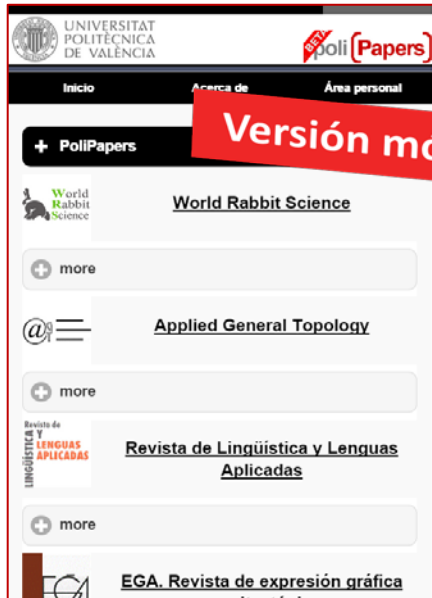 UNIVERSITAT
POLITÈCNICA
DE VALÈNCIA
BETA
poli [Papers]
Inicio
Acerca de
Área personal
Versión
PoliPapers
World
Rabbit
Science
World Rabbit Science
more
Applied General Topology
more
Revista de
LINGÜÍSTICA
Y
LENGUAS
APLICADAS
Revista de Lingüística y Lenguas
Aplicadas
more
EGA
EGA. Revista de expresión gráfica